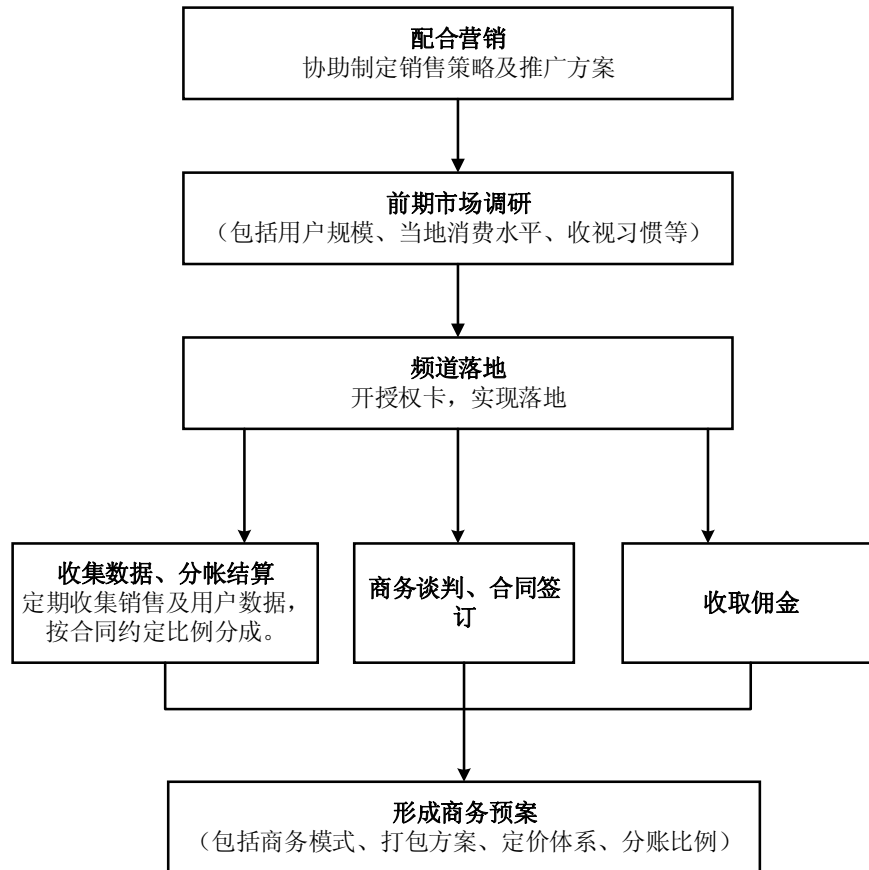 配合营销
协助制定销售策略及推广方案
前期市场调研
（包括用户规模、当地消费水平、收视习惯等）
频道落地
开授权卡，实现落地
收集数据、分帐结算
定期收集销售及用户数据，
按合同约定比例分成。
商务谈判、合同签
订
收取佣金
形成商务预案
（包括商务模式、打包方案、定价体系、分账比例）